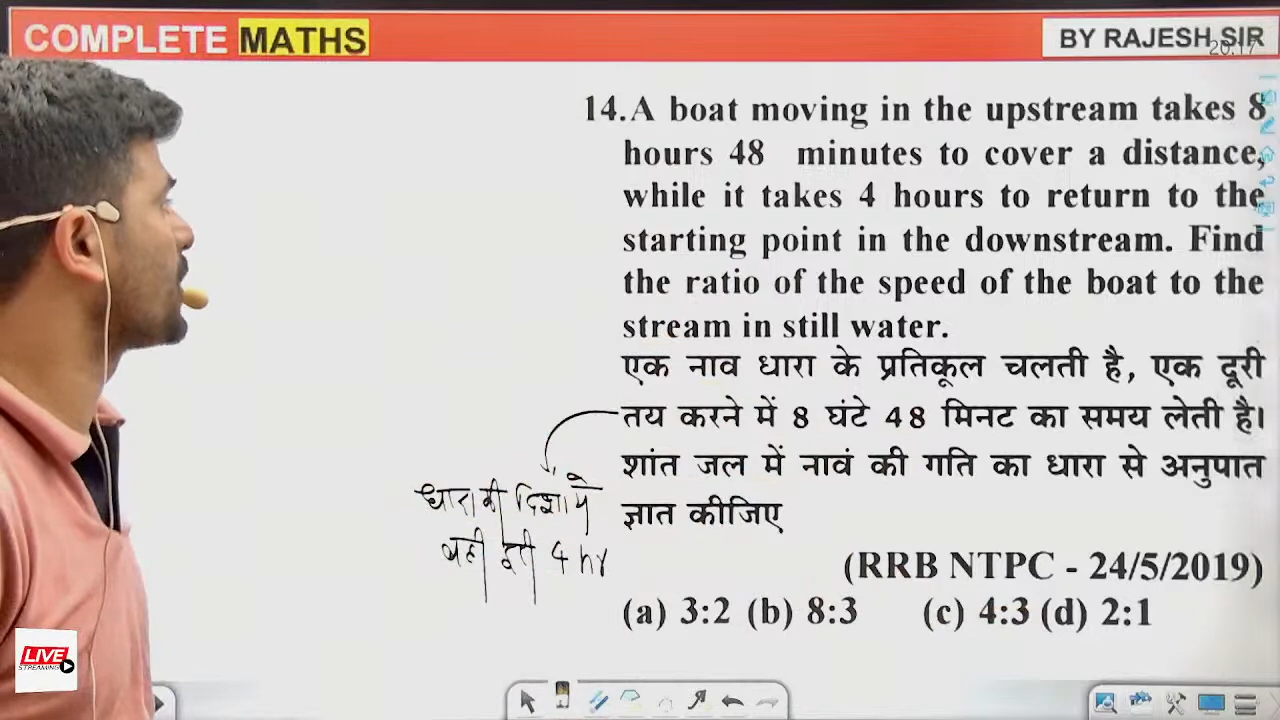 COMPLETE MATHS
BY RAJESH SIR
20:17
14.A boat moving in the upstream takes 8
hours 48 minutes to cover a distance,
while it takes 4 hours to return to the
starting point in the downstream. Find
the ratio of the speed of the boat to the
stream in still water.
एक नाव धारा के प्रतिकूल चलती है, एक दूरी
तय करने में 8 घंटे 48 मिनट का समय लेती है।
शांत जल में नावं की गति का धारा से अनुपात
ज्ञात कीजिए
धारा की दिशा में
वही दूरी 4 hr
(RRB NTPC - 24/5/2019)
(a) 3:2 (b) 8:3 (c) 4:3 (d) 2:1
LIVE
STREAMING